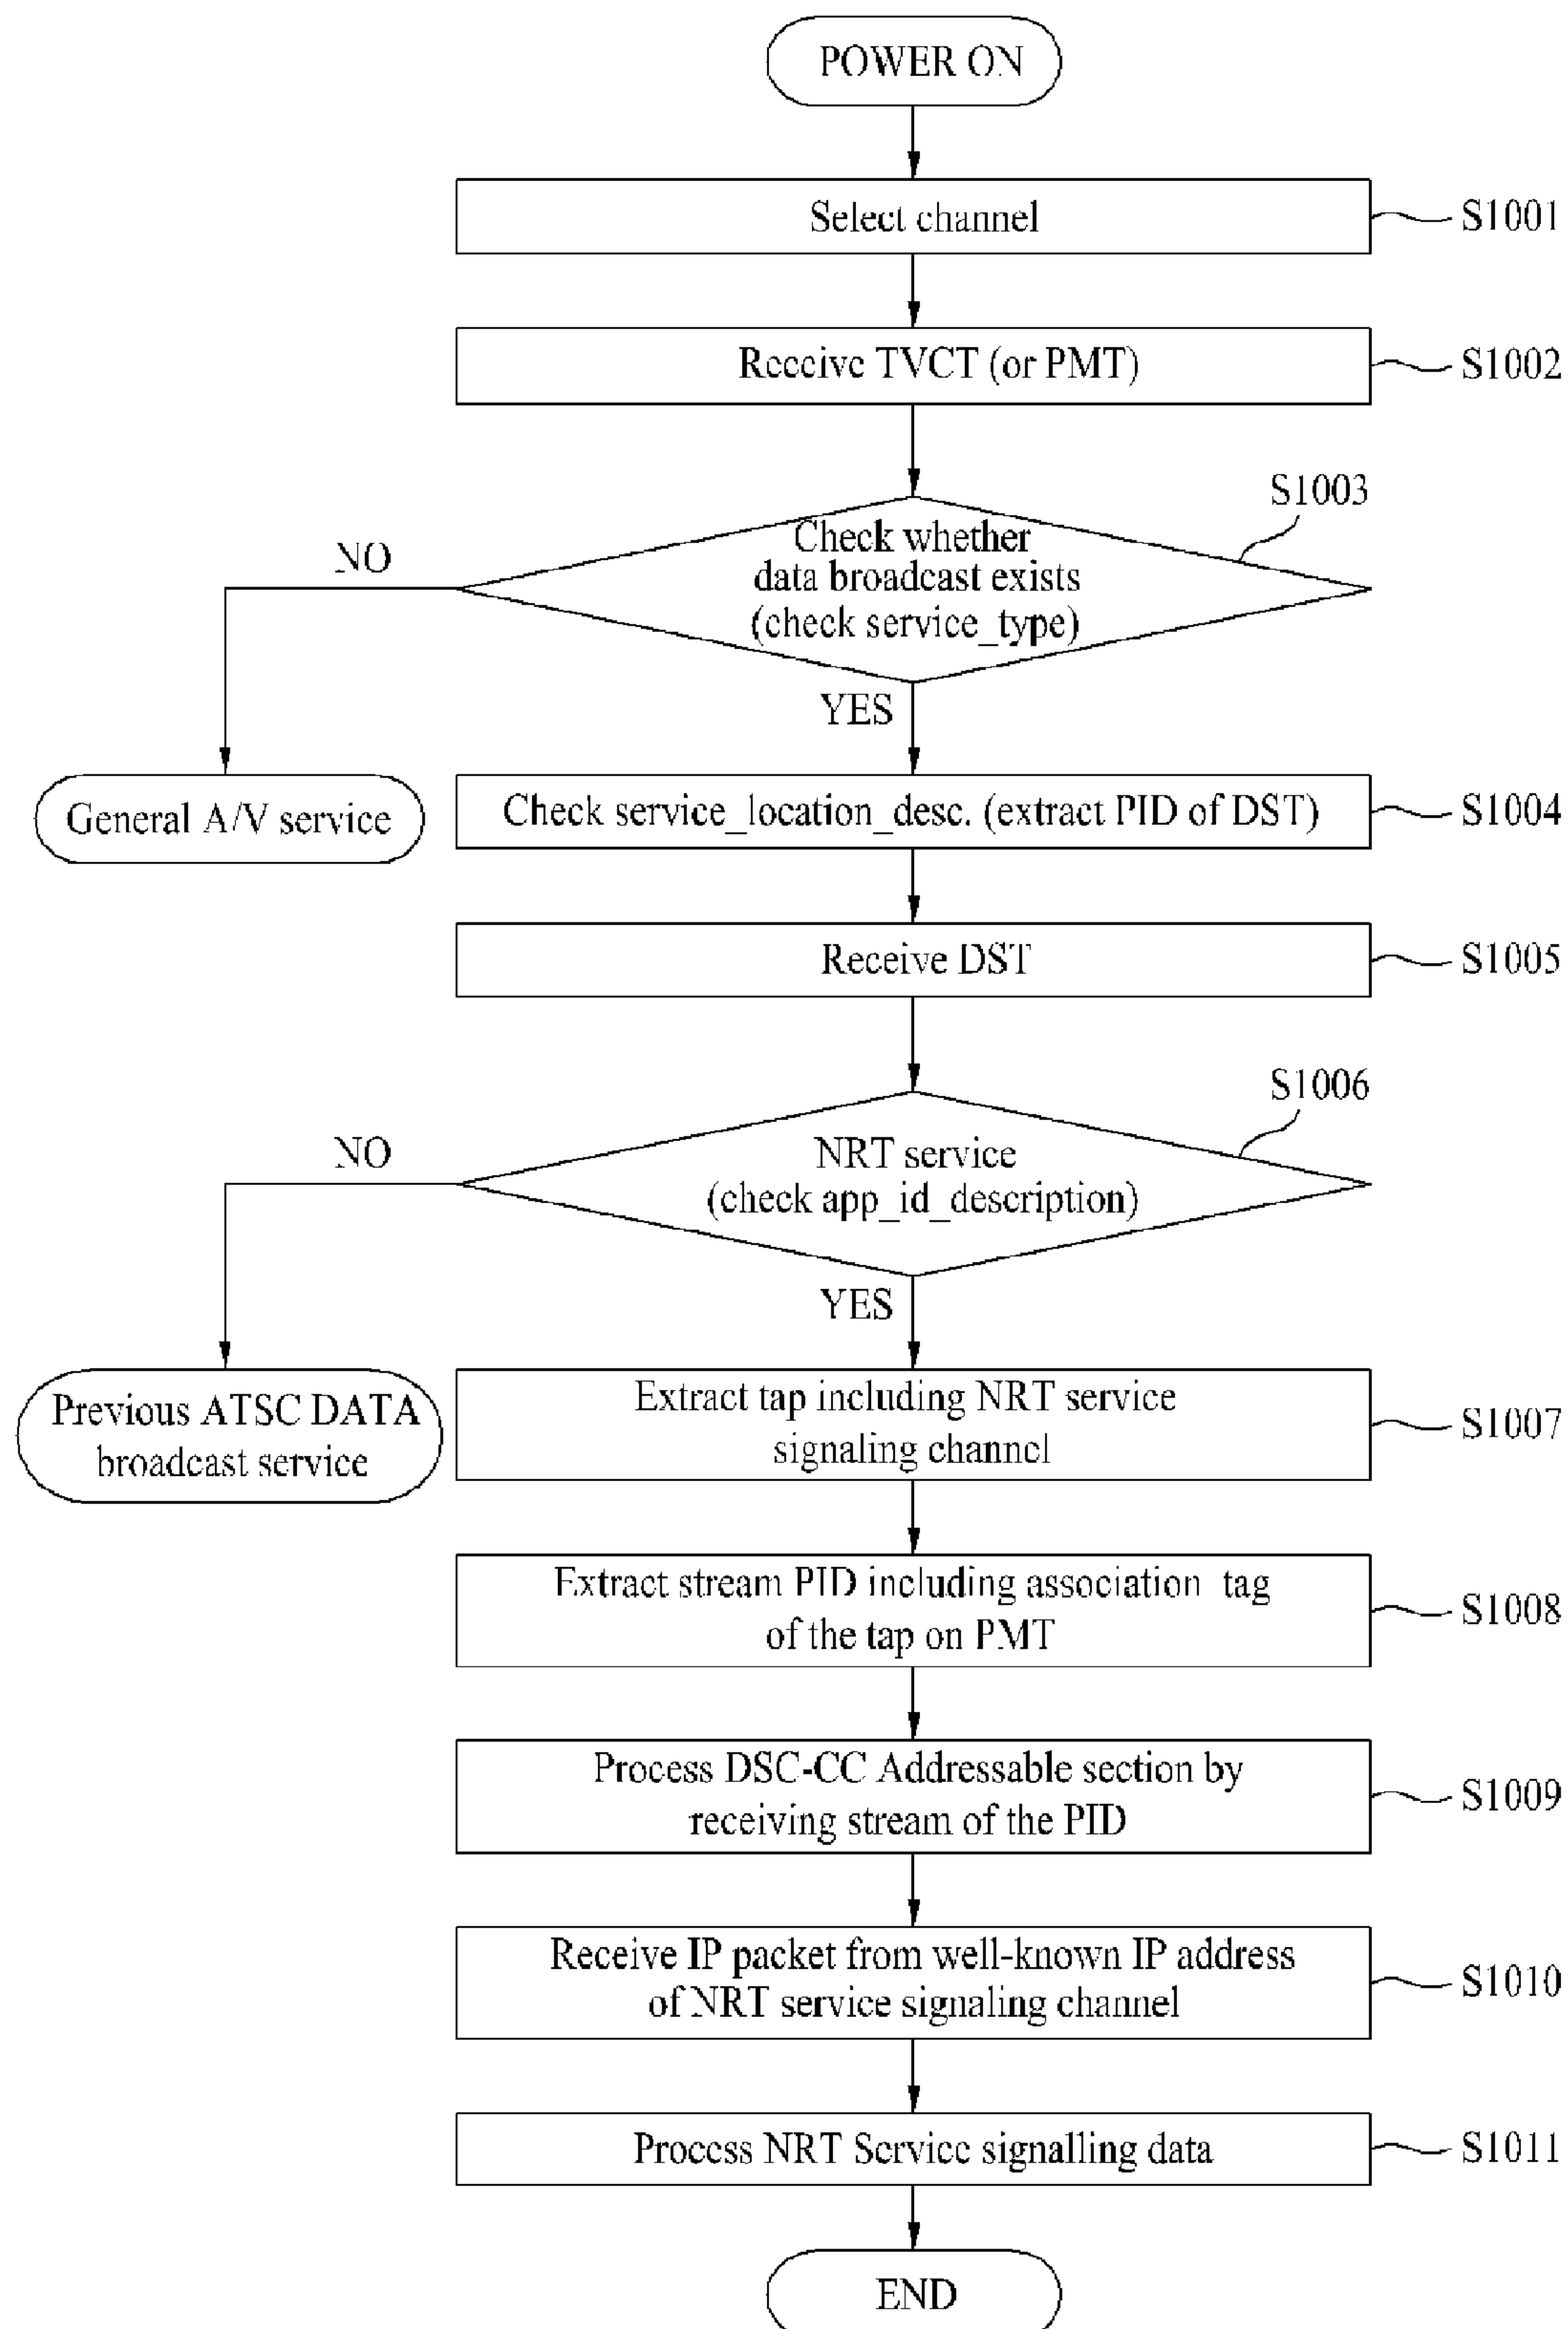 POWER ON
Select channel
S1001
Receive TVCT (or PMT)
S1002
S1003
Check whether
data broadcast exists
(check service_type)
NO
YES
General A/V service
Check service_location_desc. (extract PID of DST)
S1004
Receive DST
S1005
S1006
NRT service
(check app_id_description)
NO
YES
Previous ATSC DATA
broadcast service
Extract tap including NRT service
signaling channel
S1007
Extract stream PID including association tag
of the tap on PMT
S1008
Process DSC-CC Addressable section by
receiving stream of the PID
S1009
Receive IP packet from well-known IP address
of NRT service signaling channel
S1010
Process NRT Service signalling data
S1011
END